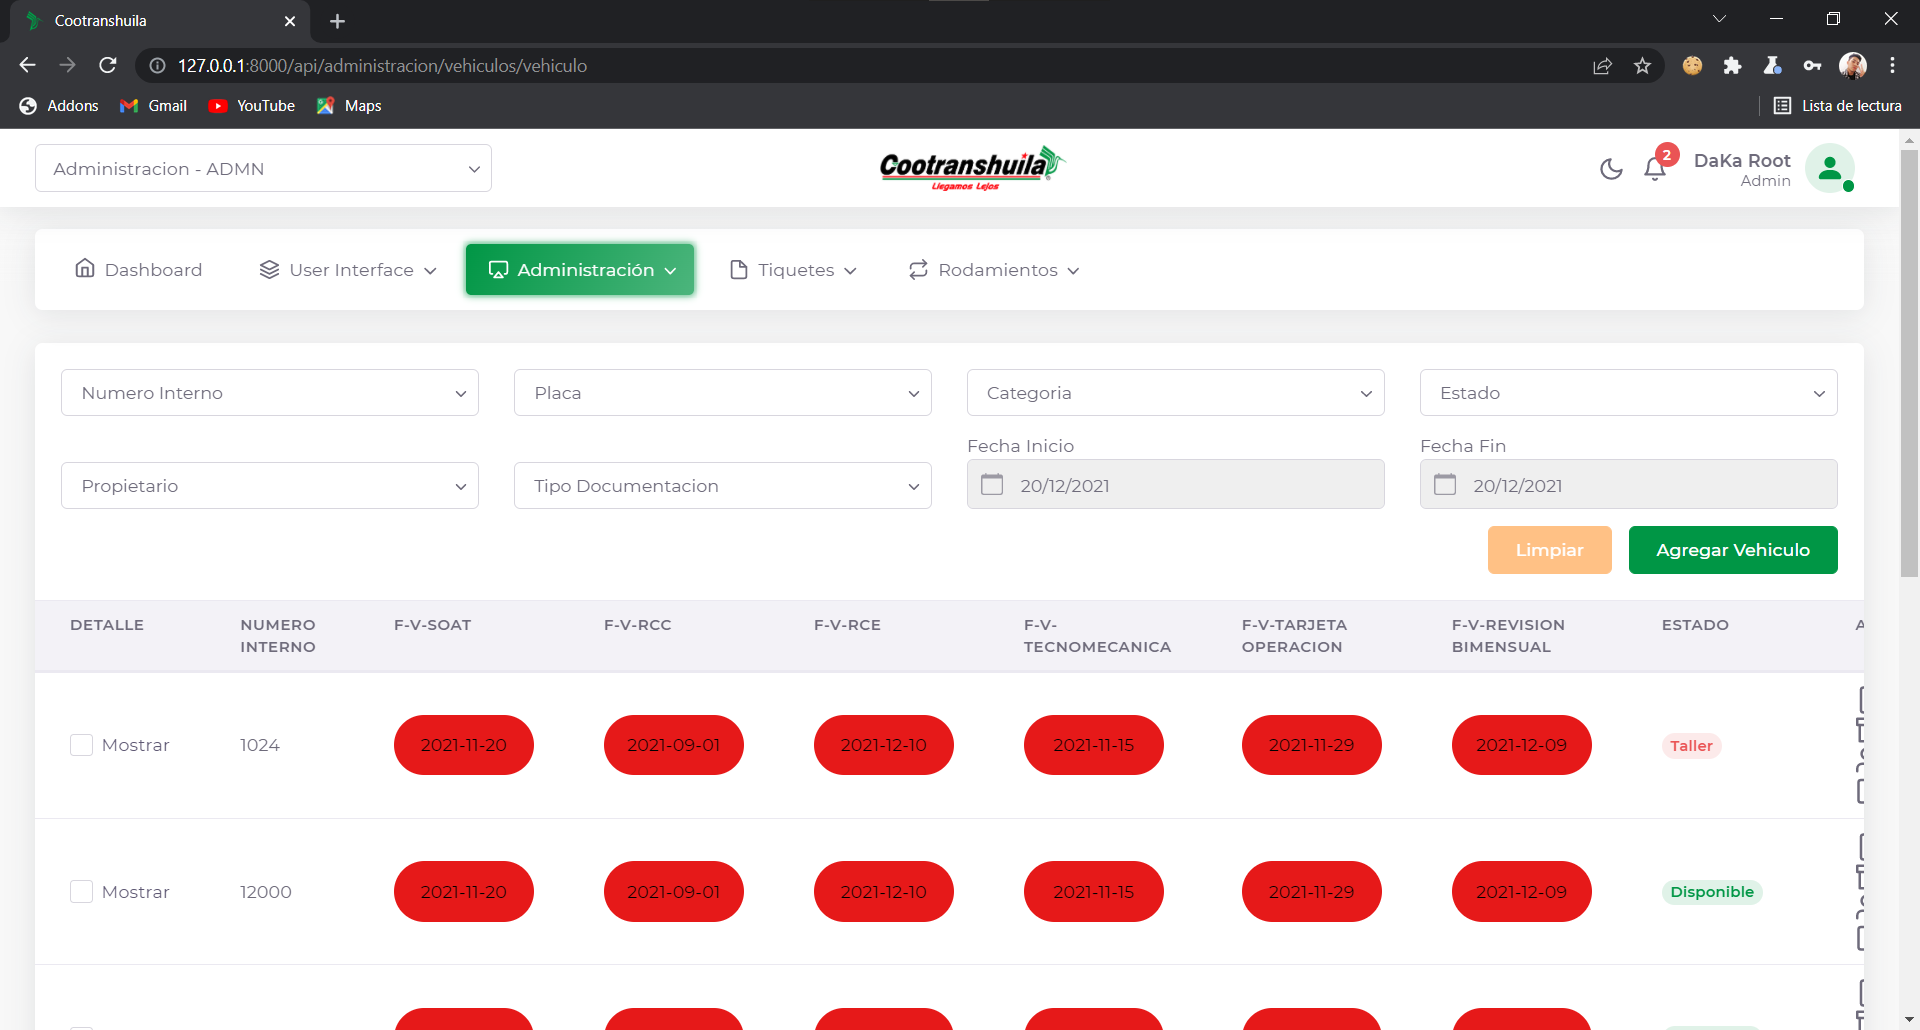 Cootranshuila
127.0.0.1:8000/api/administracion/vehiculos/vehiculo
Addons
Gmail
YouTube
Maps
Lista de lectura
Administracion - ADMN
Cootranshuila
Llegamos Lejos
2
DaKa Root
Admin
Dashboard
User Interface
Administración
Tiquetes
Rodamientos
Numero Interno
Placa
Categoria
Estado
Fecha Inicio
Fecha Fin
Propietario
Tipo Documentacion
20/12/2021
20/12/2021
Limpiar
Agregar Vehiculo
DETALLE
NUMERO
INTERNO
F-V-SOAT
F-V-RCC
F-V-RCE
F-V-
TECNOMECANICA
F-V-TARJETA
OPERACION
F-V-REVISION
BIMENSUAL
ESTADO
Mostrar
1024
2021-11-20
2021-09-01
2021-12-10
2021-11-15
2021-11-29
2021-12-09
Taller
Mostrar
12000
2021-11-20
2021-09-01
2021-12-10
2021-11-15
2021-11-29
2021-12-09
Disponible